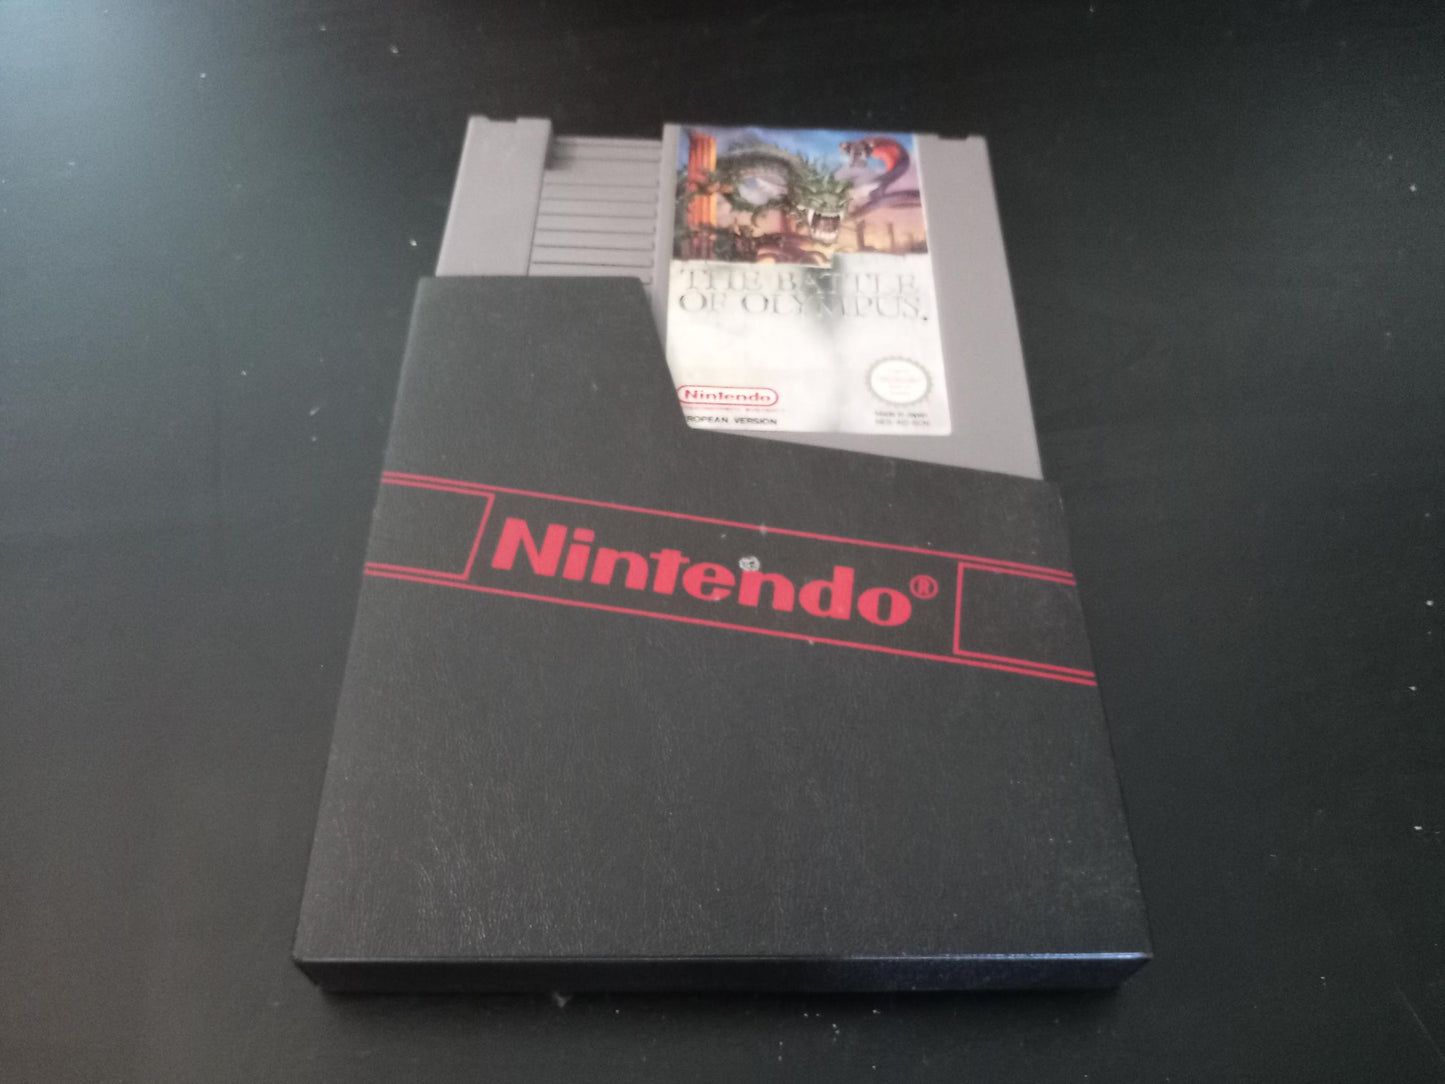 THE BATTLE
OF OLYMPUS.
Nintendo
ROPEAN VERSION
Made in Japan
Nintendo®